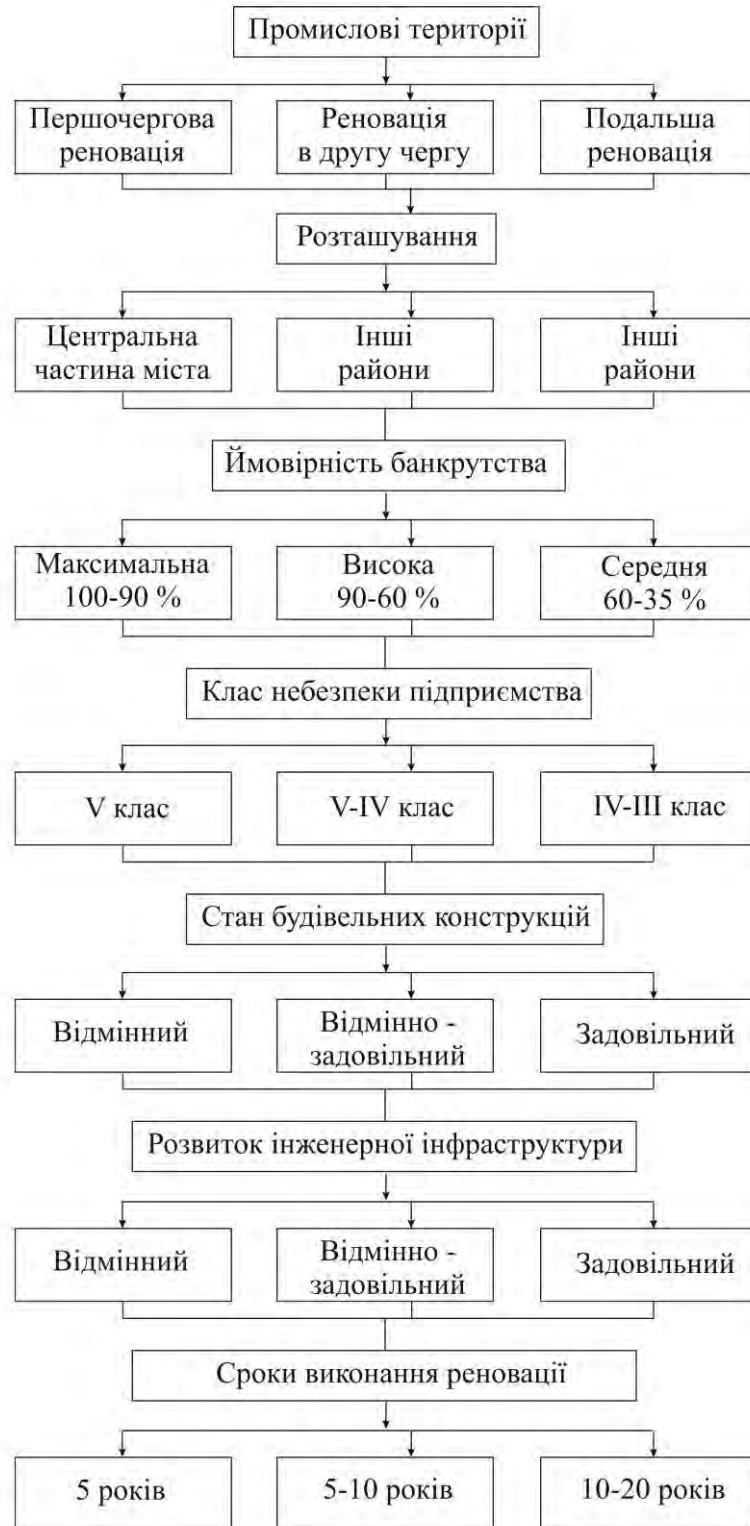 Промислові території
Першочергова
реновація
Реновація
в другу чергу
Подальша
реновація
Розташування
Центральна
частина міста
Інші
райони
Інші
райони
Ймовірність банкрутства
Максимальна
100-90 %
Висока
90-60 %
Середня
60-35 %
Клас небезпеки підприємства
V клас
V-IV клас
IV-III клас
Стан будівельних конструкцій
Відмінний
Відмінно -
задовільний
Задовільний
Розвиток інженерної інфраструктури
Відмінний
Відмінно -
задовільний
Задовільний
Сроки виконання реновації
5 років
5-10 років
10-20 років